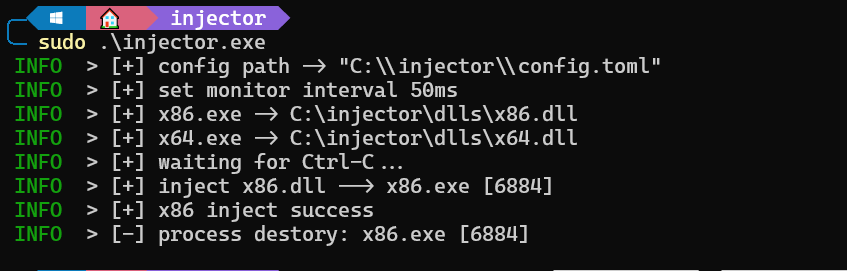 injector
sudo .\injector.exe
INFO > [+] config path -> "C:\\injector\\config.toml"
INFO > [+] set monitor interval 50ms
INFO > [+] x86.exe -> C:\injector\dlls\x86.dll
INFO > [+] x64.exe -> C:\injector\dlls\x64.dll
INFO > [+] waiting for Ctrl-C...
INFO > [+] inject x86.dll --> x86.exe [6884]
INFO > [+] x86 inject success
INFO > [-] process destory: x86.exe [6884]